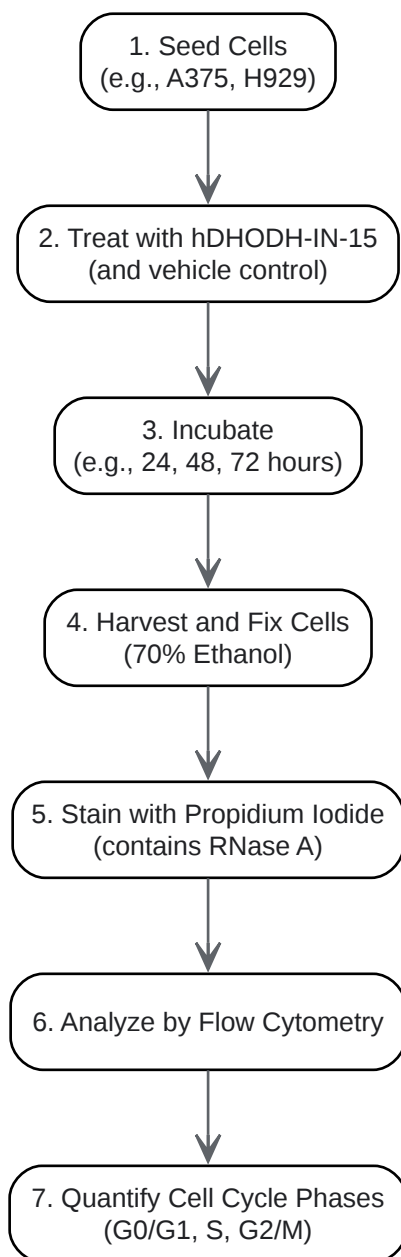 1. Seed Cells
(e.g., A375, H929)
2. Treat with hDHODH-IN-15
(and vehicle control)
3. Incubate
(e.g., 24, 48, 72 hours)
4. Harvest and Fix Cells
(70% Ethanol)
5. Stain with Propidium Iodide
(contains RNase A)
6. Analyze by Flow Cytometry
7. Quantify Cell Cycle Phases
(G0/G1, S, G2/M)